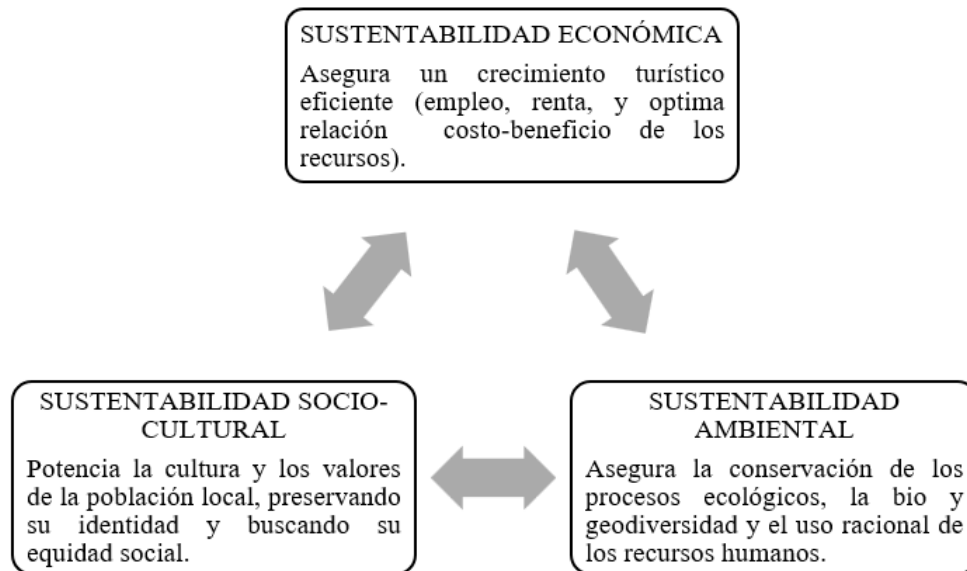 SUSTENTABILIDAD ECONÓMICA
Asegura un crecimiento turístico
eficiente (empleo, renta, y optima
relación costo-beneficio de los
recursos).
SUSTENTABILIDAD SOCIO-
CULTURAL
Potencia la cultura y los valores
de la población local, preservando
su identidad y buscando su
equidad social.
SUSTENTABILIDAD
AMBIENTAL
Asegura la conservación de los
procesos ecológicos, la bio y
geodiversidad y el uso racional de
los recursos humanos.